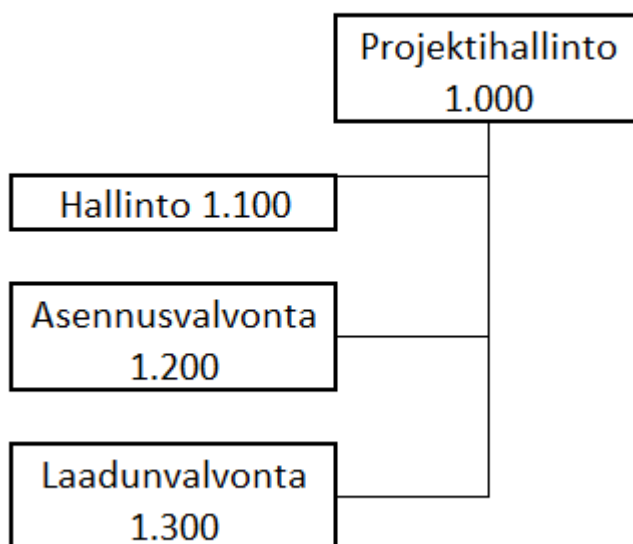 Projektihallinto
1.000
Hallinto 1.100
Asennusvalvonta
1.200
Laadunvalvonta
1.300